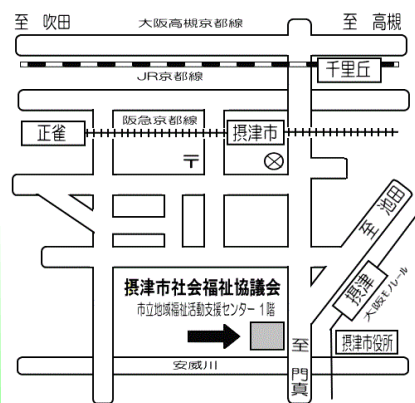 至 吹田
大阪高槻京都線
至 高槻
千里丘
JR京都線
阪急京都線
正雀
摂津市
〒
至 池田
摂津市社会福祉協議会
市立地域福祉活動支援センター 1階
摂津
大阪モノレール
至 門真
摂津市役所
安威川